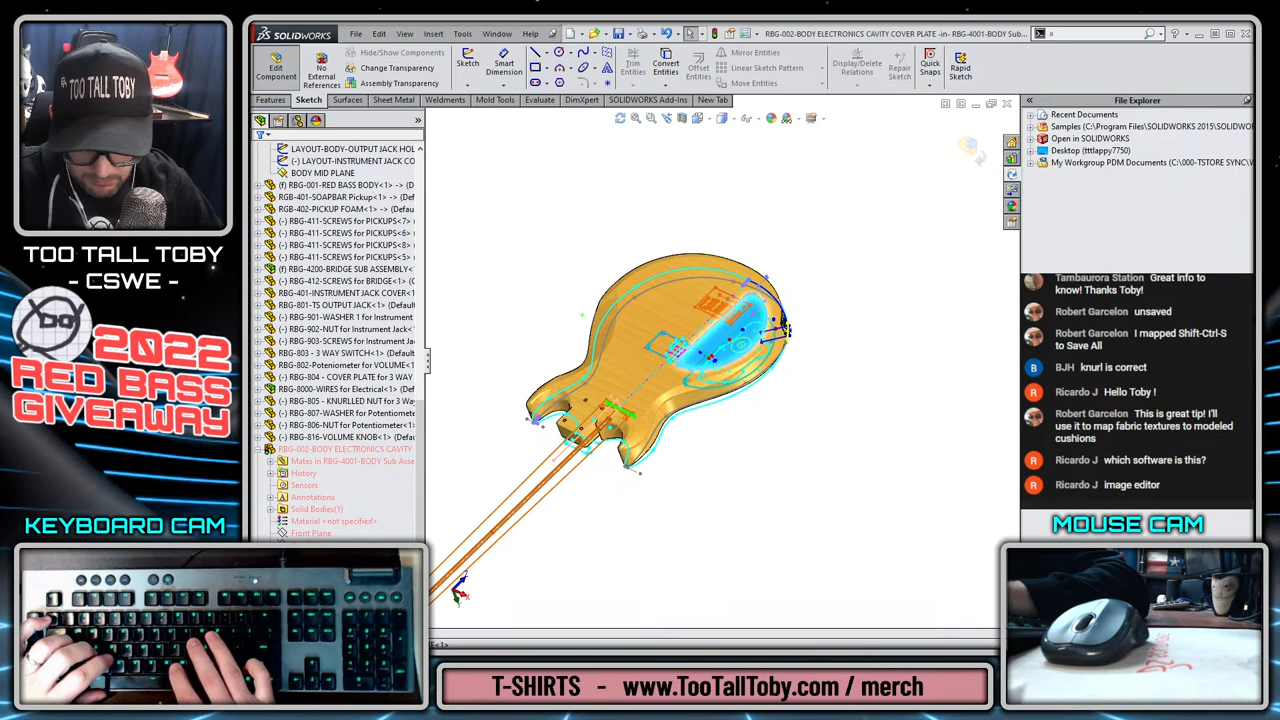 TOO TALL TOBY
TOO TALL TOBY
- CSWE -
2022
RED BASS
GIVEAWAY
KEYBOARD CAM
SOLIDWORKS
File Edit View Insert Tools Window Help
RBG-002-BODY ELECTRONICS CAVITY COVER PLATE -in- RBG-4001-BODY Sub...
a
Edit Component
No External References
Hide/Show Components
Change Transparency
Assembly Transparency
Sketch
Smart Dimension
Trim Entities
Convert Entities
Offset Entities
Mirror Entities
Linear Sketch Pattern
Move Entities
Display/Delete Relations
Repair Sketch
Quick Snaps
Rapid Sketch
Features Sketch Surfaces Sheet Metal Weldments Mold Tools Evaluate DimXpert SOLIDWORKS Add-Ins New Tab
LAYOUT-BODY-OUTPUT JACK HOL
(-) LAYOUT-INSTRUMENT JACK CO
BODY MID PLANE
(f) RBG-001-RED BASS BODY<1> -> (D
RGB-401-SOAPBAR Pickup<1> -> (D
RGB-402-PICKUP FOAM<1> (Defau
(-) RBG-411-SCREWS for PICKUPS<7>
(-) RBG-411-SCREWS for PICKUPS<6>
(-) RBG-411-SCREWS for PICKUPS<8>
(-) RBG-411-SCREWS for PICKUPS<5>
(f) RBG-4200-BRIDGE SUB ASSEMBLY<
(-) RBG-412-SCREWS for BRIDGE<1>
RBG-401-INSTRUMENT JACK COVER<1
RBG-801-TS OUTPUT JACK<1> (Defau
(-) RBG-901-WASHER 1 for Instrument
(-) RBG-902-NUT for Instrument Jack<
(-) RBG-903-SCREWS for Instrument
RBG-803 - 3 WAY SWITCH<1> (Default
RBG-802-Poteniometer for VOLUME<1
(-) RBG-804 - COVER PLATE for 3 WAY
RBG-8000-WIRES for Electrical<1> (D
(-) RBG-805 - KNURLED NUT for 3 Wa
(-) RBG-807-WASHER for Potentiomet
(-) RBG-806-NUT for Potentiometer
(-) RBG-816-VOLUME KNOB<1> (Def
RBG-002-BODY ELECTRONICS CAVITY
Mates in RBG-4001-BODY Sub Asse
History
Sensors
Annotations
Solid Bodies(1)
Material <not specified>
Front Plane
File Explorer
Recent Documents
Samples (C:\Program Files\SOLIDWORKS 2015\SOLIDWO
Open in SOLIDWORKS
Desktop (tttlappy7750)
My Workgroup PDM Documents (C:\000-TSTORE SYNC\
Tambaurora Station Great info to
know! Thanks Toby!
Robert Garcelon unsaved
Robert Garcelon I mapped Shift-Ctrl-S
to Save All
BJH knurl is correct
Ricardo J Hello Toby !
Robert Garcelon This is great tip! I'll
use it to map fabric textures to modeled
cushions
Ricardo J which software is this?
Ricardo J image editor
MOUSE CAM
T-SHIRTS - www.TooTallToby.com / merch